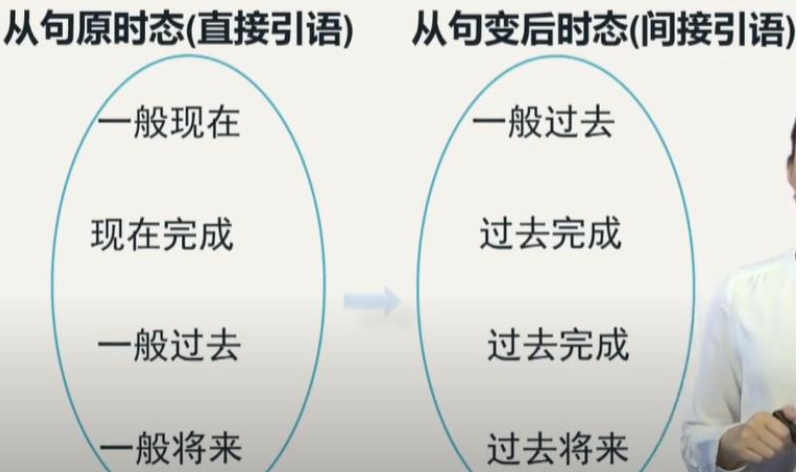 从句原时态(直接引语) 从句变后时态(间接引语)
一般现在 一般过去
现在完成 过去完成
一般过去 过去完成
一般将来 过去将来